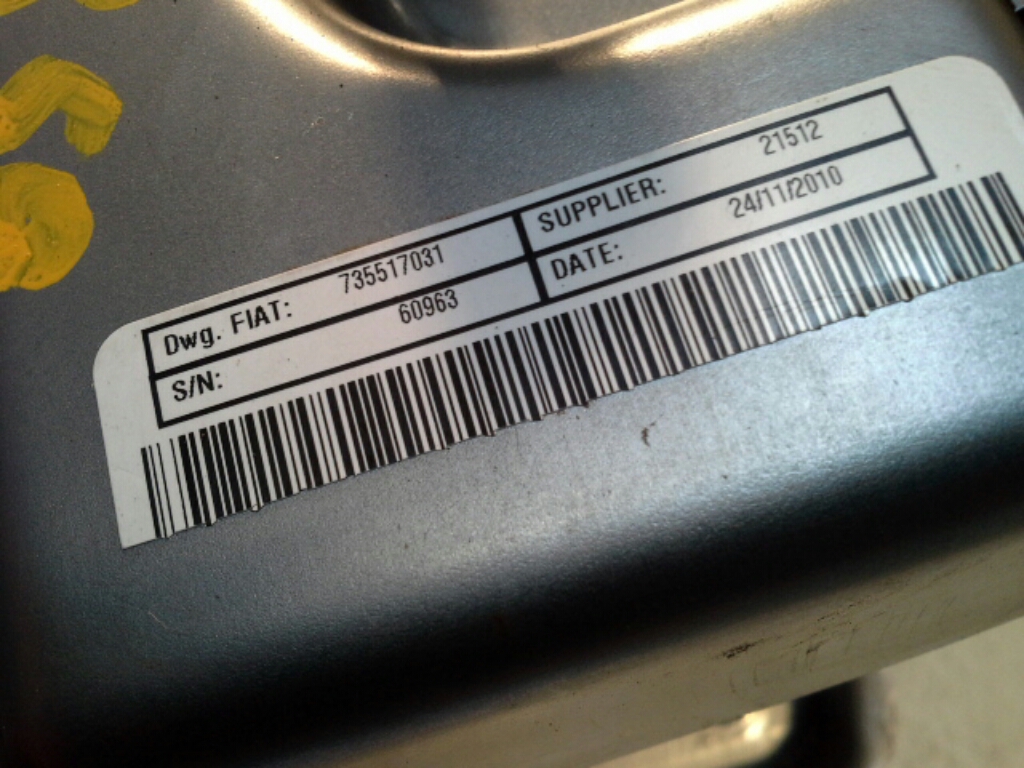 Dwg. FIAT: 735517031
S/N: 60963
SUPPLIER: 21512
DATE: 24/11/2010